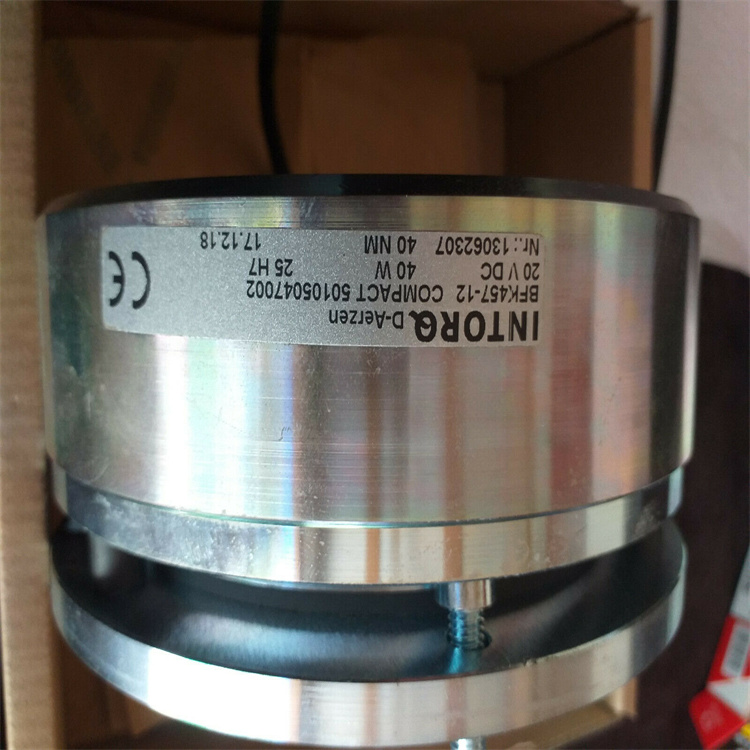 INTORQ D-Aerzen
BFK457-12 COMPACT 50105047002
20 V DC 40 W 25 H7
Nr.: 13062307 40 NM 17.12.18
CE